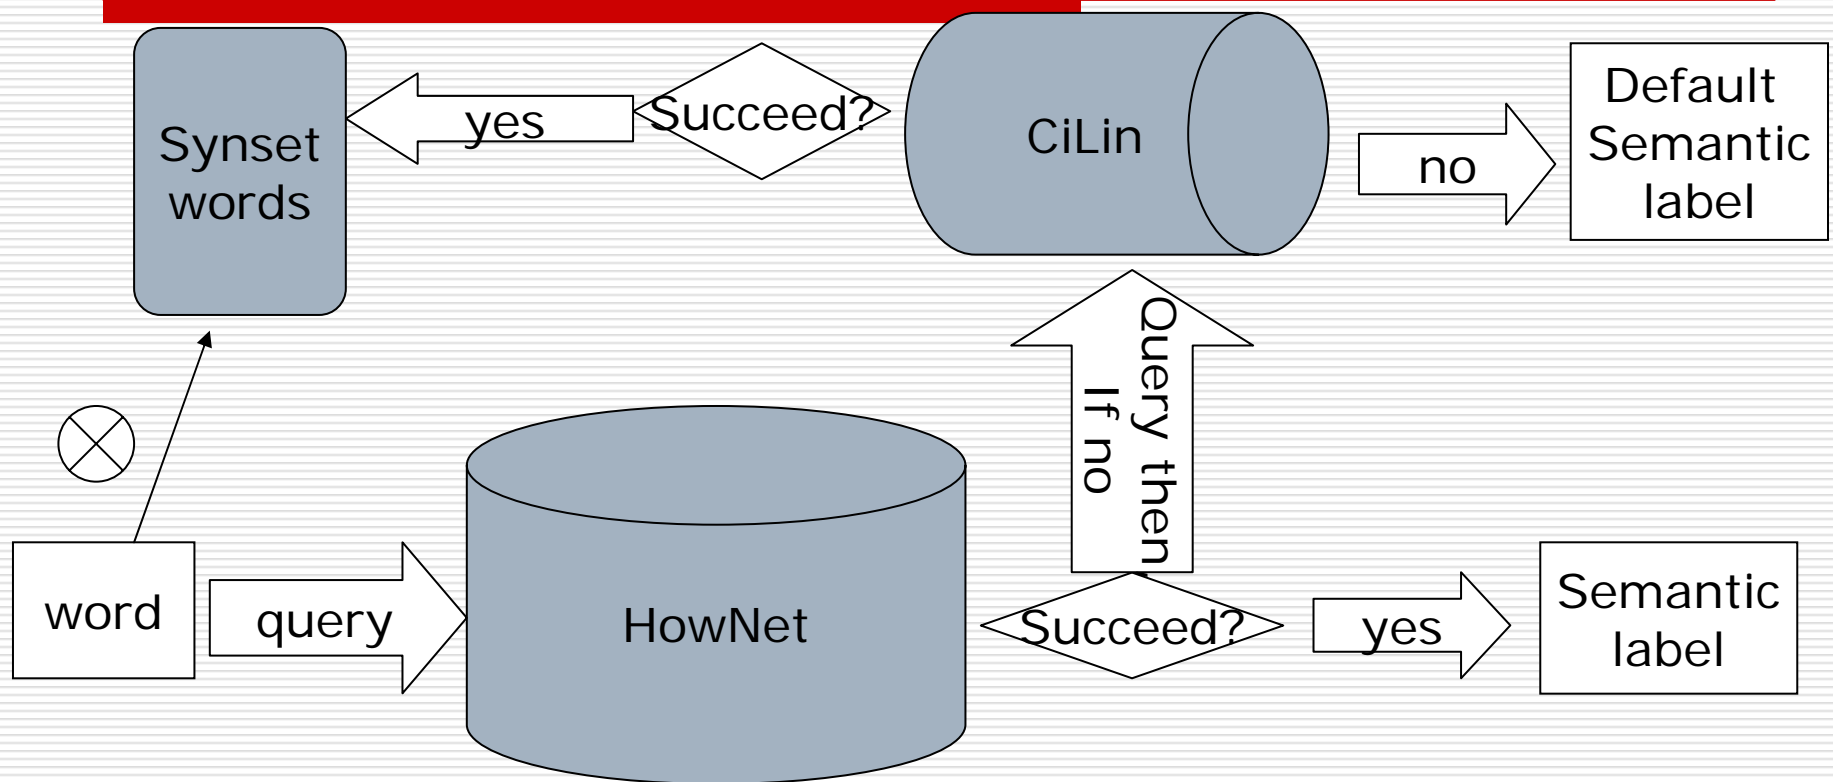 Synset
words
yes
Succeed?
CiLin
no
Default
Semantic
label
Query then
If no
word
query
HowNet
Succeed?
yes
Semantic
label